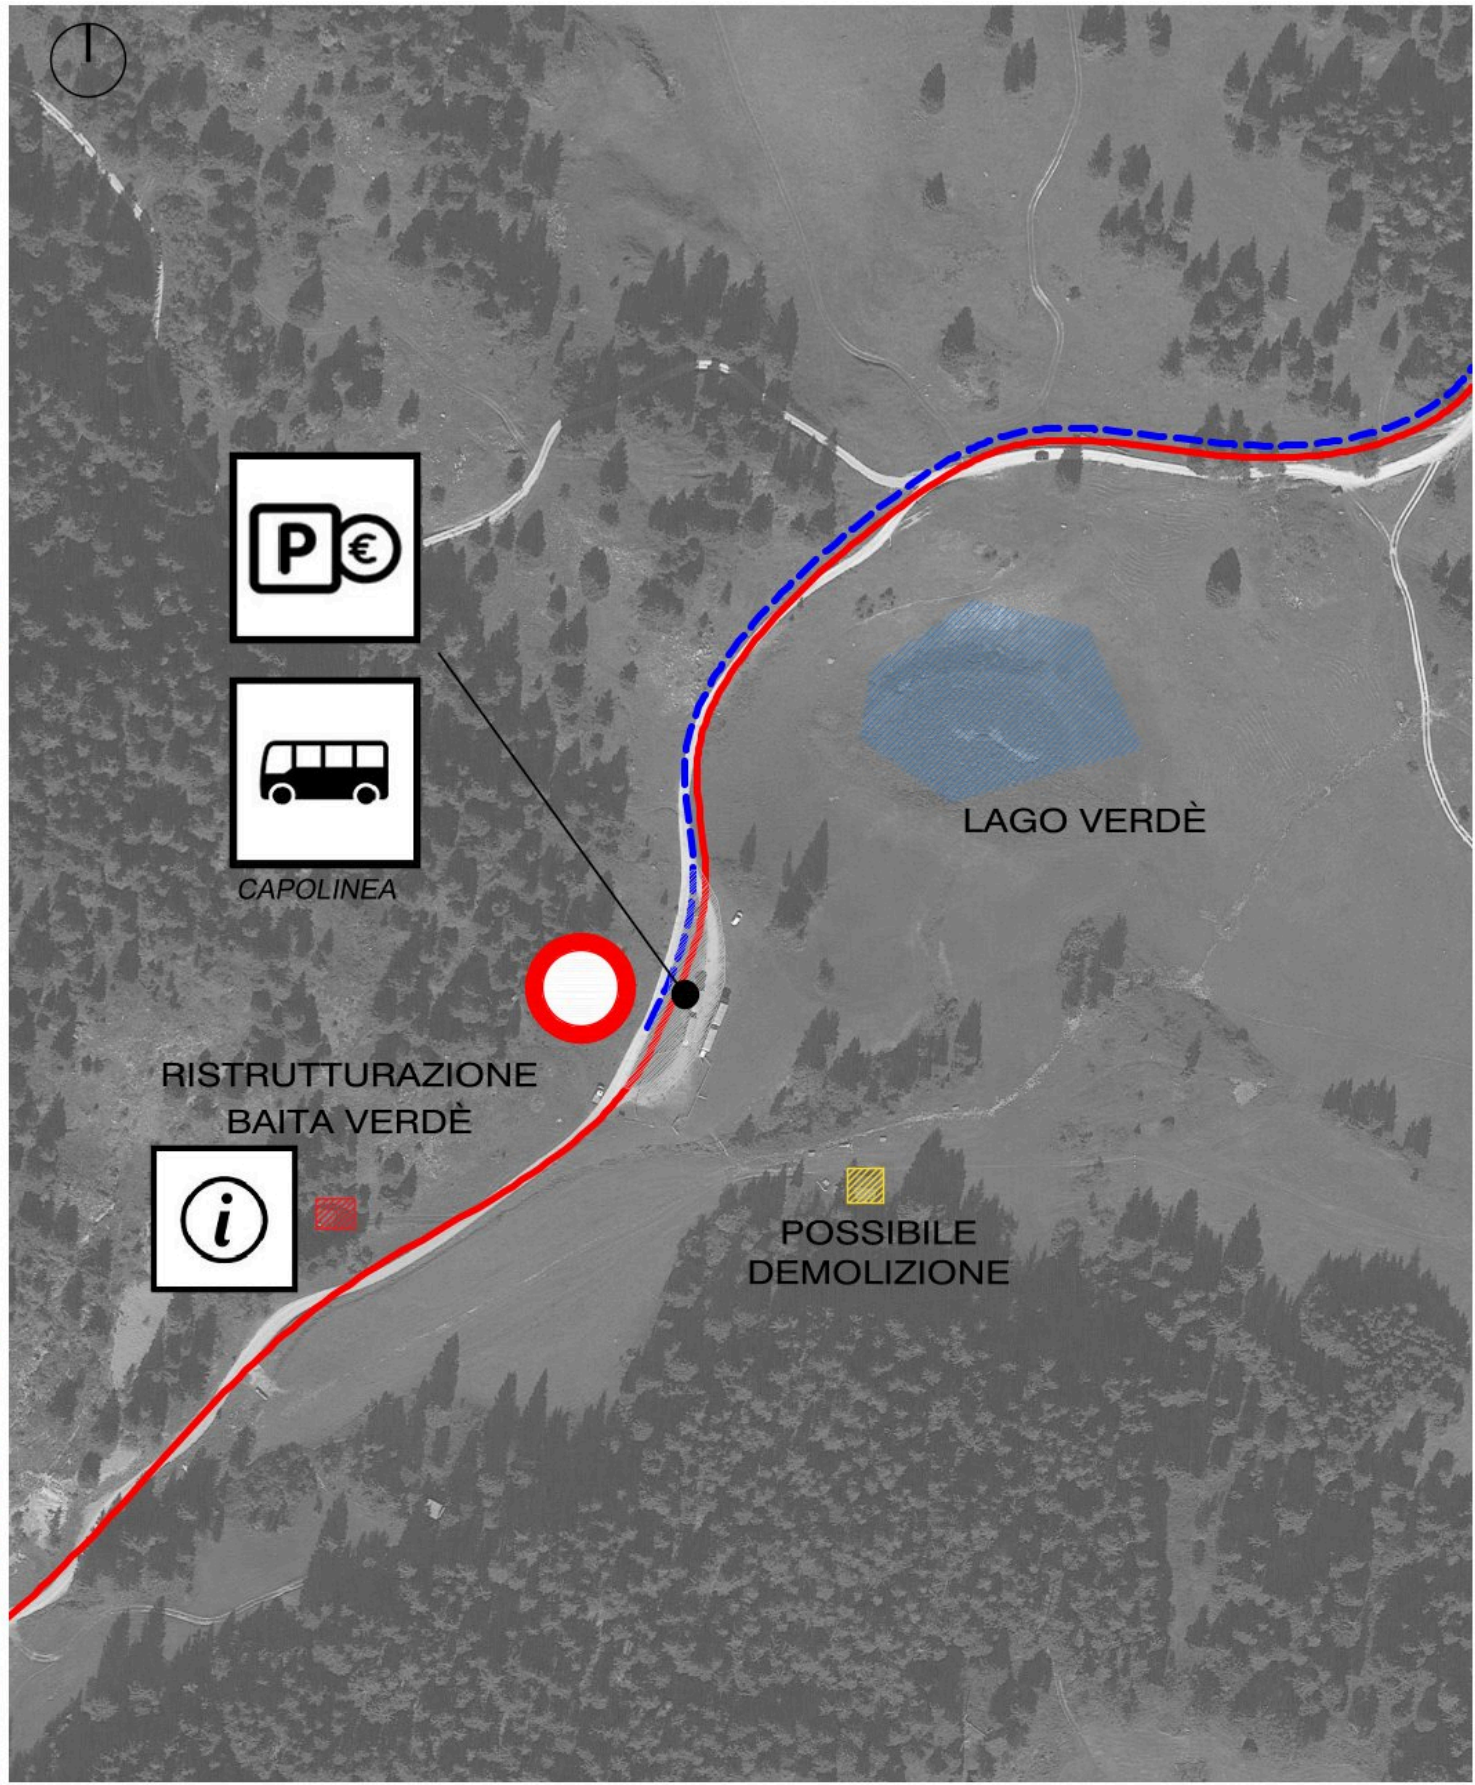 P €
CAPOLINEA
LAGO VERDÈ
RISTRUTTURAZIONE
BAITA VERDÈ
i
POSSIBILE
DEMOLIZIONE